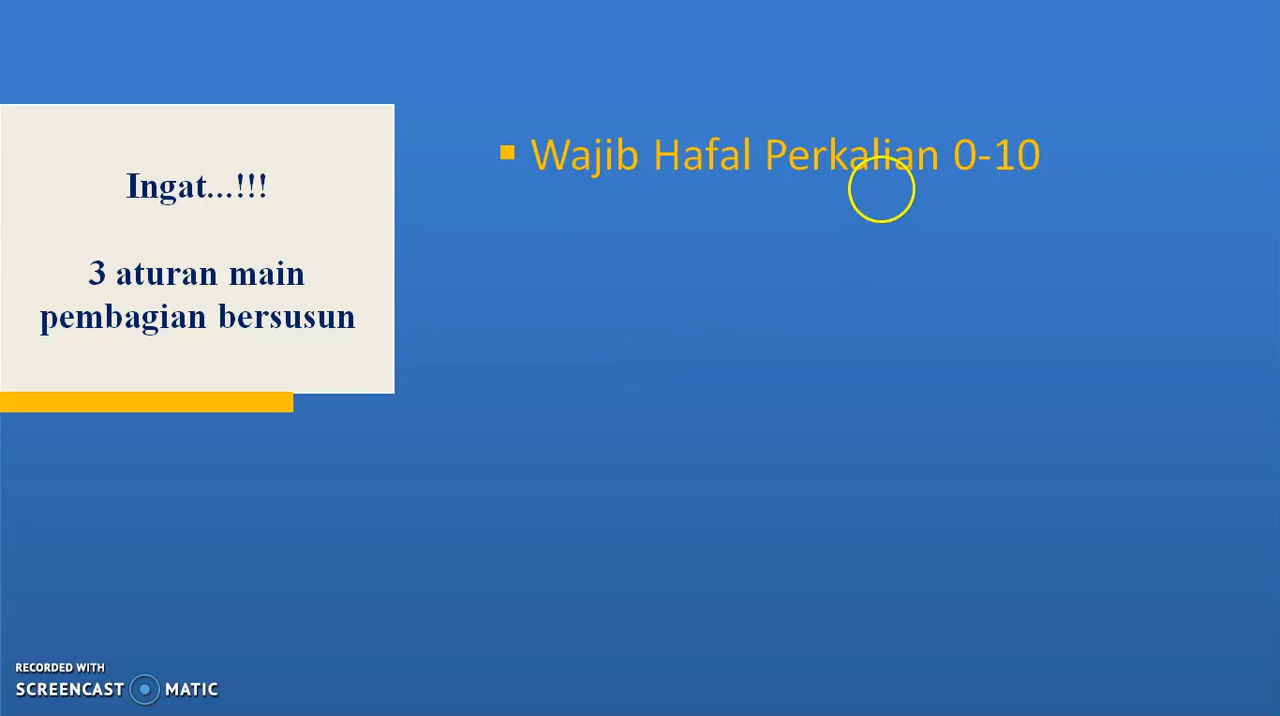 Ingat...!!!
3 aturan main
pembagian bersusun
▪ Wajib Hafal Perkalian 0-10
RECORDED WITH
SCREENCAST MATIC